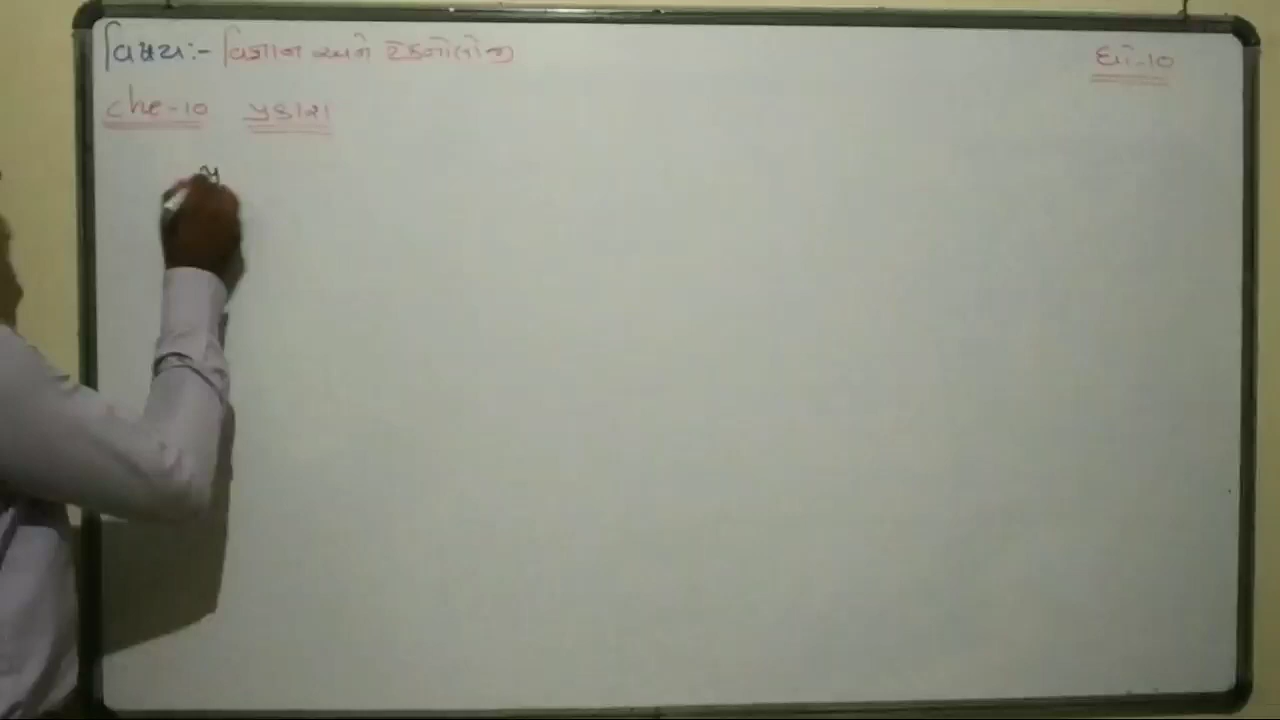 વિષય:- વિજ્ઞાન અને ટેકનોલોજી
ધો-10
che-10 પ્રકાશ